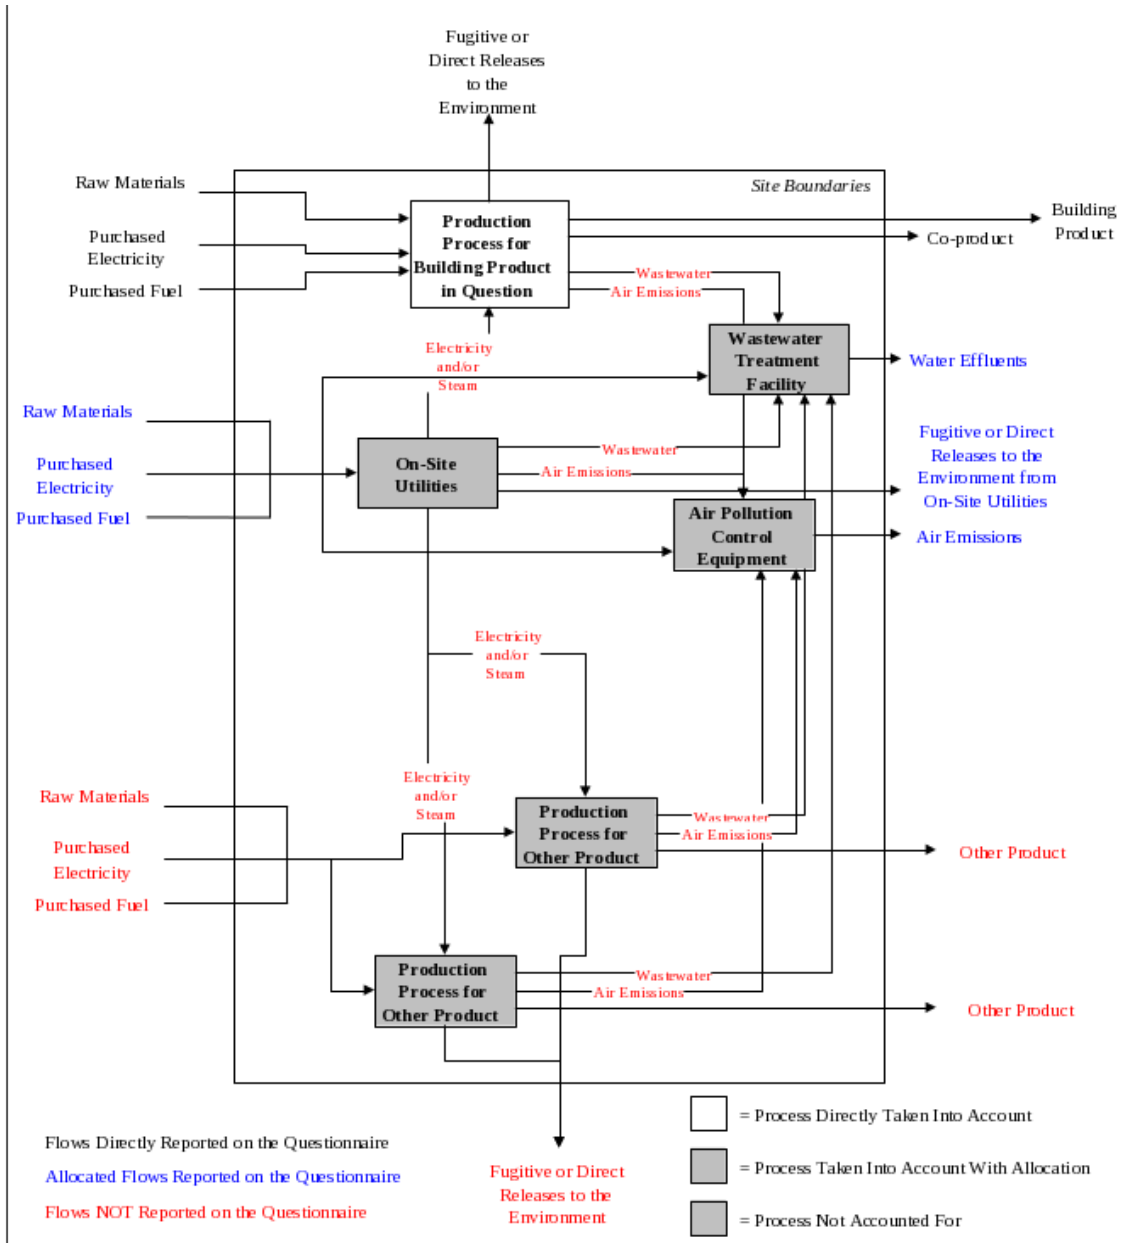 Fugitive or
Direct Releases
to the
Environment
Raw Materials
Site Boundaries
Purchased
Electricity
Purchased Fuel
Production
Process for
Building Product
in Question
Building
Product
Co-product
Wastewater
Air Emissions
Electricity
and/or
Steam
Wastewater
Treatment
Facility
Water Effluents
Raw Materials
Purchased
Electricity
Purchased Fuel
On-Site
Utilities
Wastewater
Air Emissions
Fugitive or Direct
Releases to the
Environment from
On-Site Utilities
Air Pollution
Control
Equipment
Air Emissions
Electricity
and/or
Steam
Electricity
and/or
Steam
Raw Materials
Purchased
Electricity
Purchased Fuel
Production
Process for
Other Product
Wastewater
Air Emissions
Other Product
Production
Process for
Other Product
Wastewater
Air Emissions
Other Product
Flows Directly Reported on the Questionnaire
Allocated Flows Reported on the Questionnaire
Flows NOT Reported on the Questionnaire
Fugitive or Direct
Releases to the
Environment
= Process Directly Taken Into Account
= Process Taken Into Account With Allocation
= Process Not Accounted For